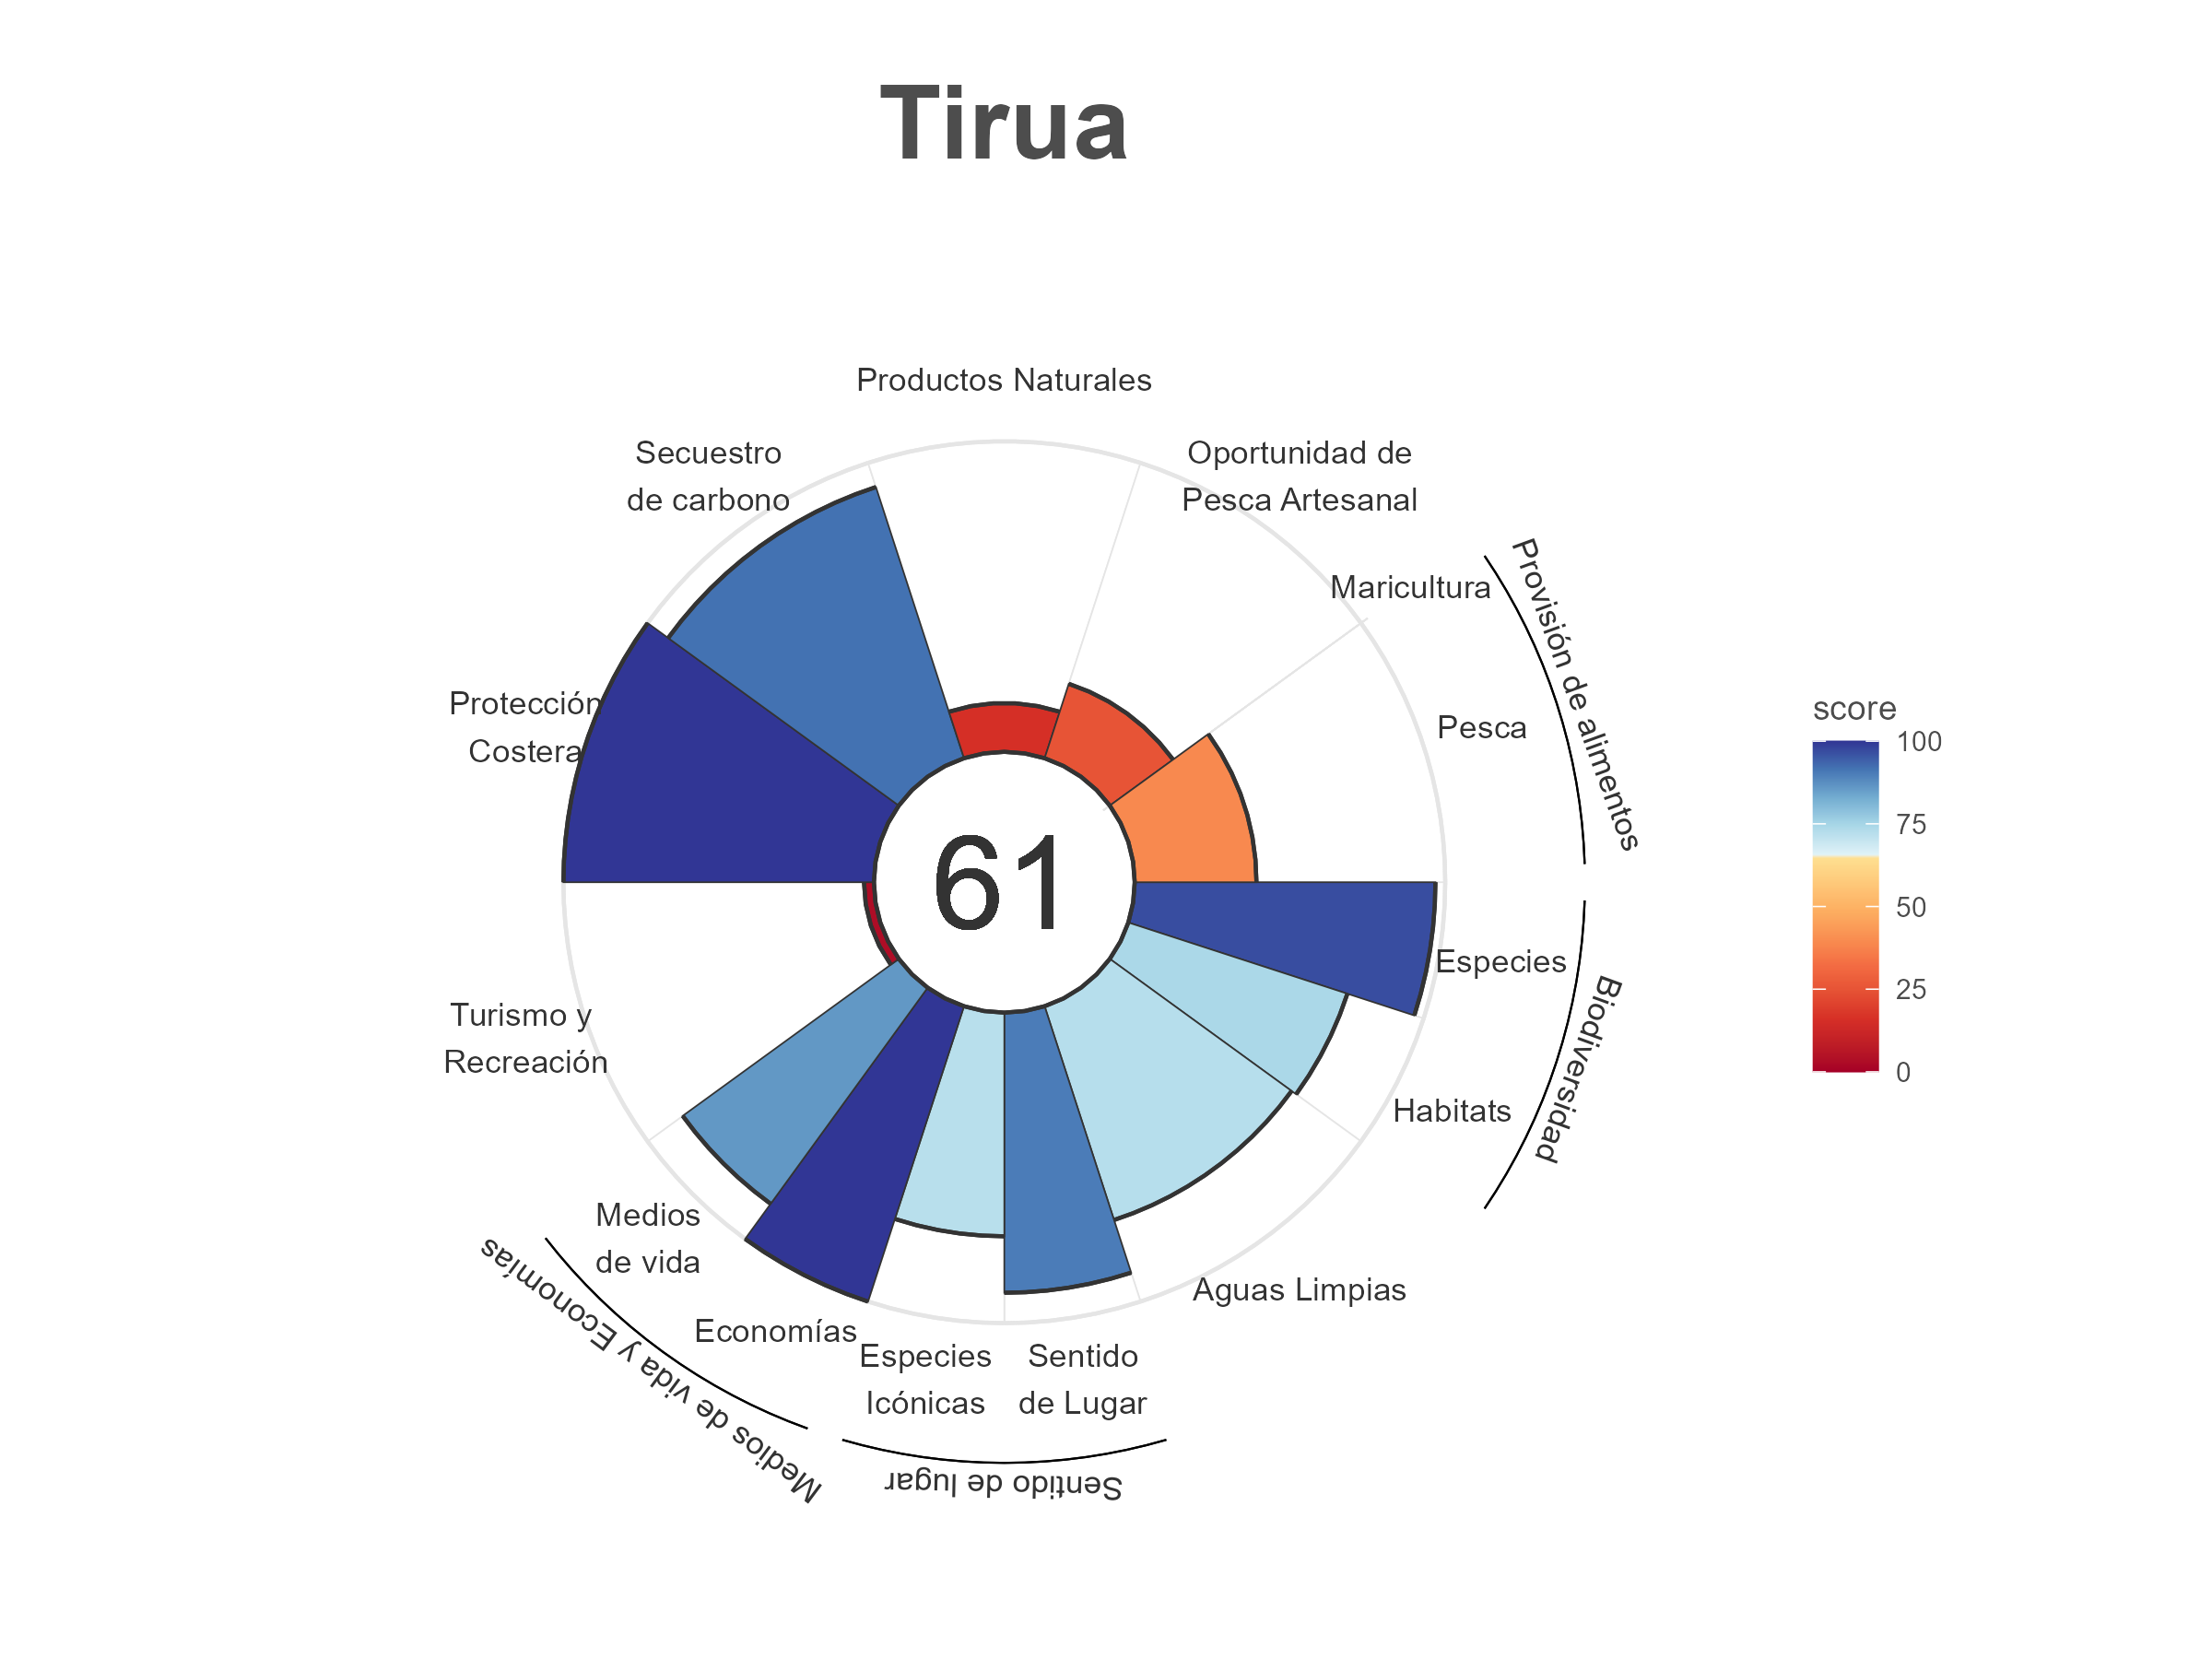 Tirua
Productos Naturales
Secuestro
de carbono
Oportunidad de
Pesca Artesanal
Maricultura
Provisión de alimentos
Pesca
Protección
Costera
61
score
100
75
50
25
0
Especies
Biodiversidad
Habitats
Turismo y
Recreación
Medios
de vida
Aguas Limpias
Economías
Especies
Icónicas
Sentido
de Lugar
Medios de vida y Economías
Sentido de lugar